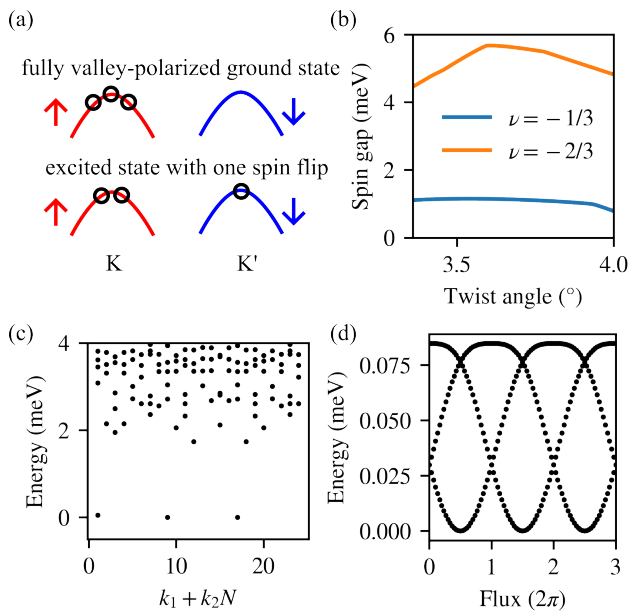 (a)
fully valley-polarized ground state
excited state with one spin flip
K K'
(b)
Spin gap (meV)
6
4
2
0
ν = −1/3
ν = −2/3
3.5 4.0
Twist angle (°)
(c)
Energy (meV)
4
2
0
0 10 20
k₁ + k₂N
(d)
Energy (meV)
0.075
0.050
0.025
0.000
0 1 2 3
Flux (2π)